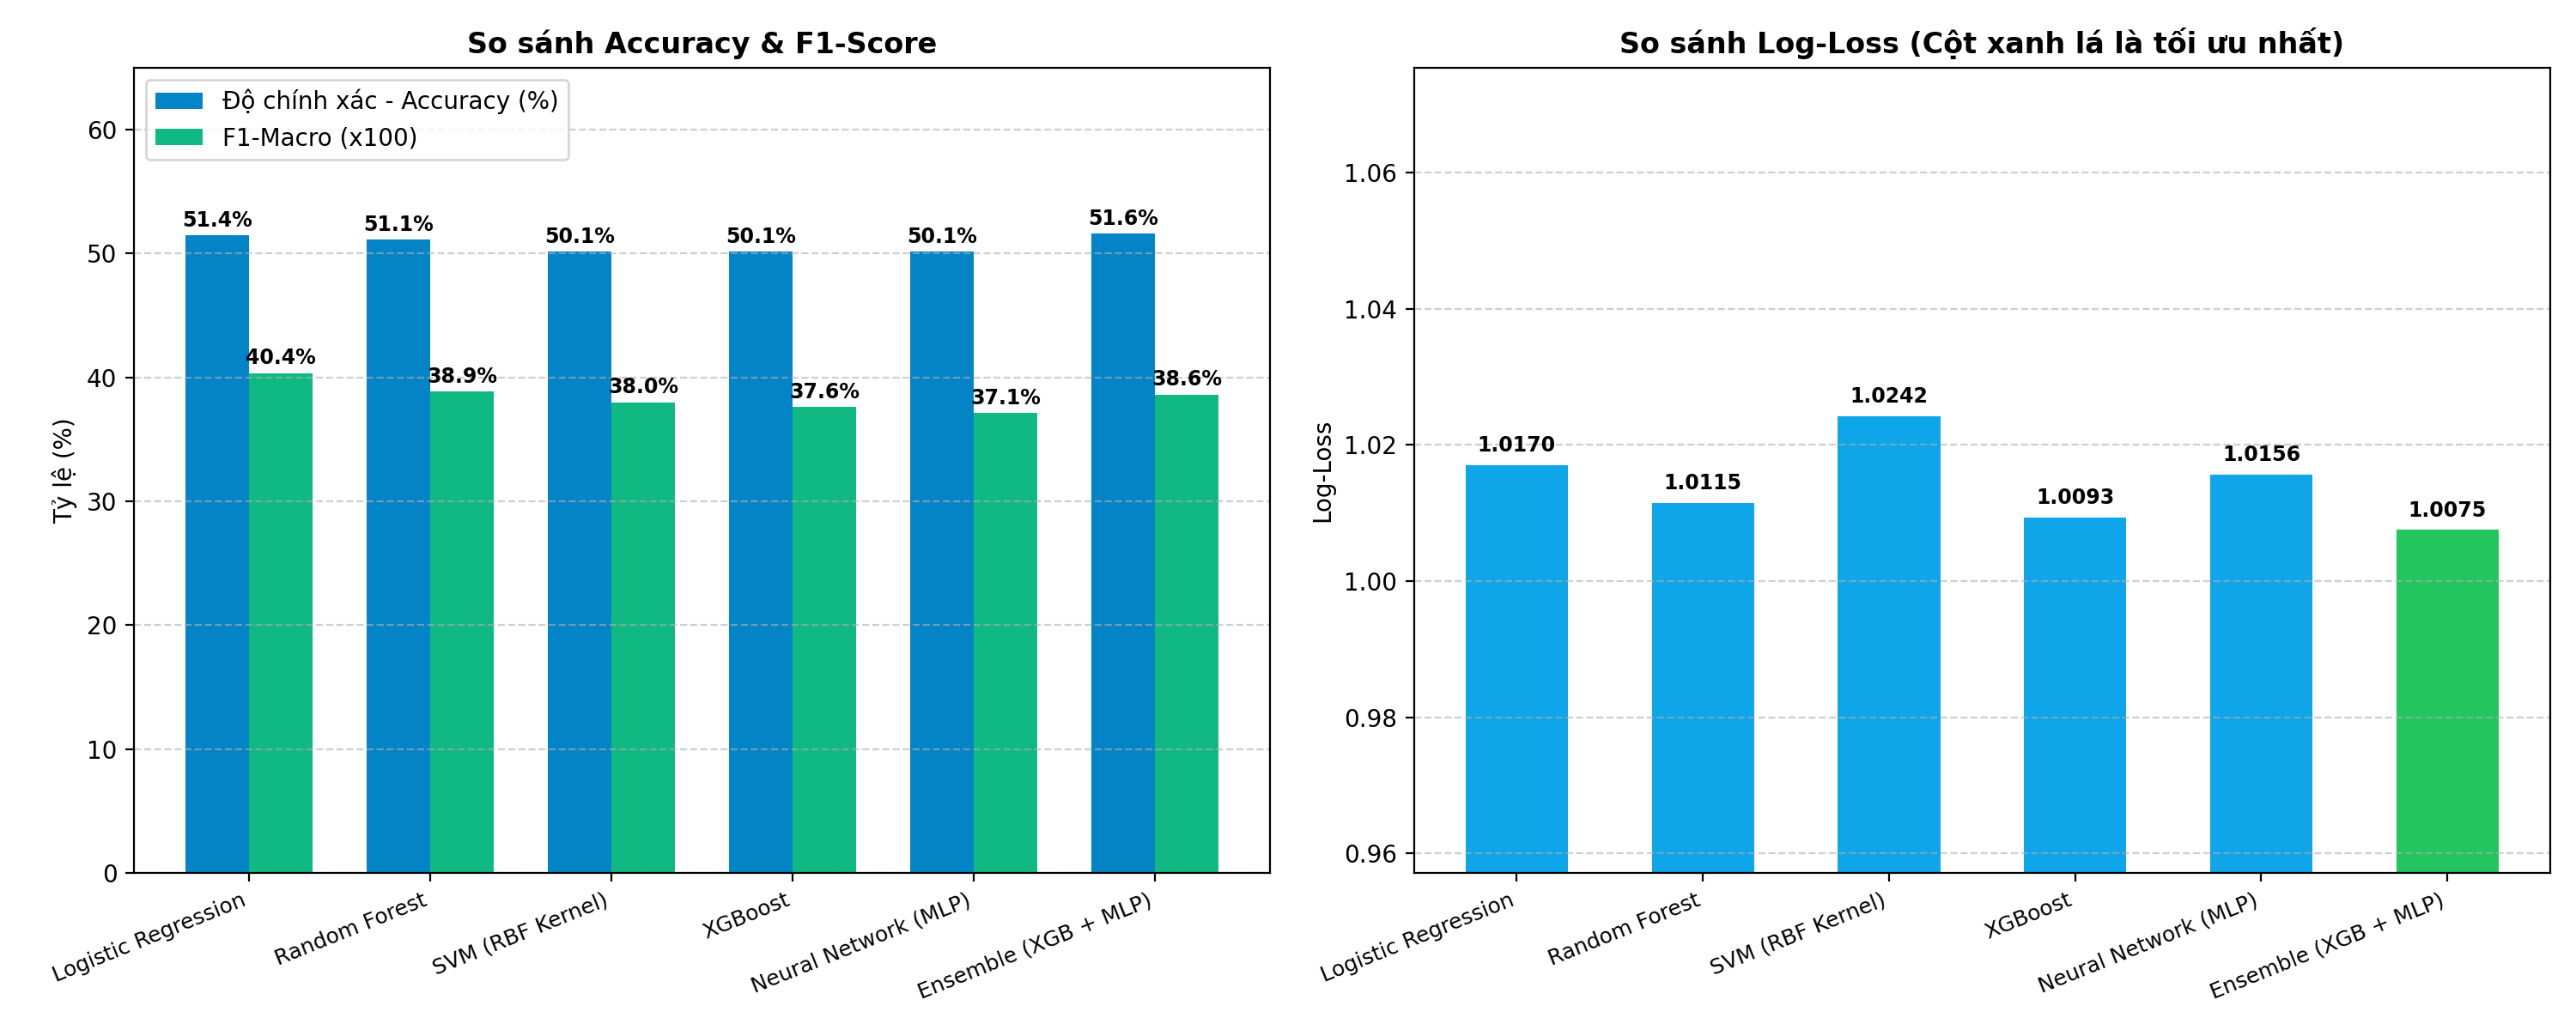 So sánh Accuracy & F1-Score
Độ chính xác - Accuracy (%)
F1-Macro (x100)
Tỷ lệ (%)
60
50
40
30
20
10
0
51.4%
40.4%
51.1%
38.9%
50.1%
38.0%
50.1%
37.6%
50.1%
37.1%
51.6%
38.6%
Logistic Regression
Random Forest
SVM (RBF Kernel)
XGBoost
Neural Network (MLP)
Ensemble (XGB + MLP)
So sánh Log-Loss (Cột xanh lá là tối ưu nhất)
Log-Loss
1.06
1.04
1.02
1.00
0.98
0.96
1.0170
1.0115
1.0242
1.0093
1.0156
1.0075
Logistic Regression
Random Forest
SVM (RBF Kernel)
XGBoost
Neural Network (MLP)
Ensemble (XGB + MLP)